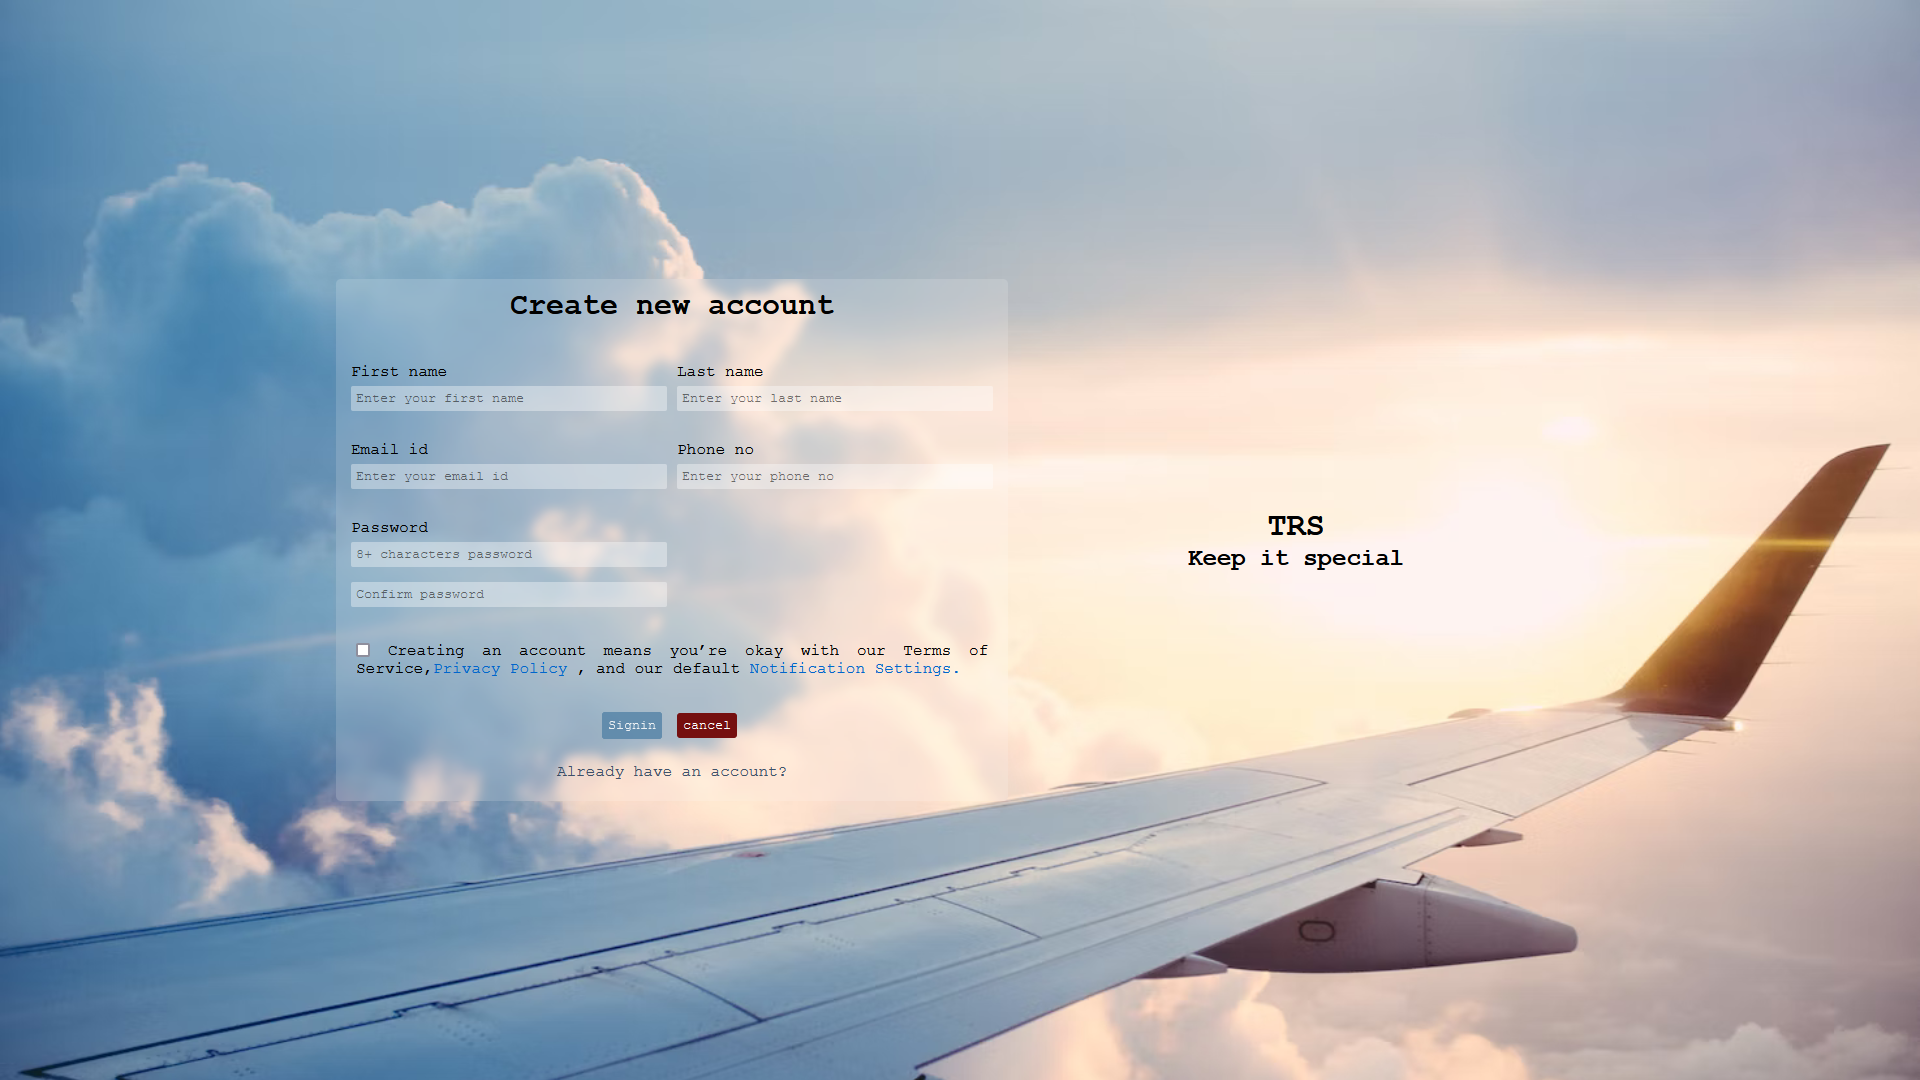 Create new account
First name Last name
Enter your first name Enter your last name
Email id Phone no
Enter your email id Enter your phone no
Password
8+ characters password
Confirm password
Creating an account means you’re okay with our Terms of
Service,Privacy Policy , and our default Notification Settings.
Signin cancel
Already have an account?
TRS
Keep it special